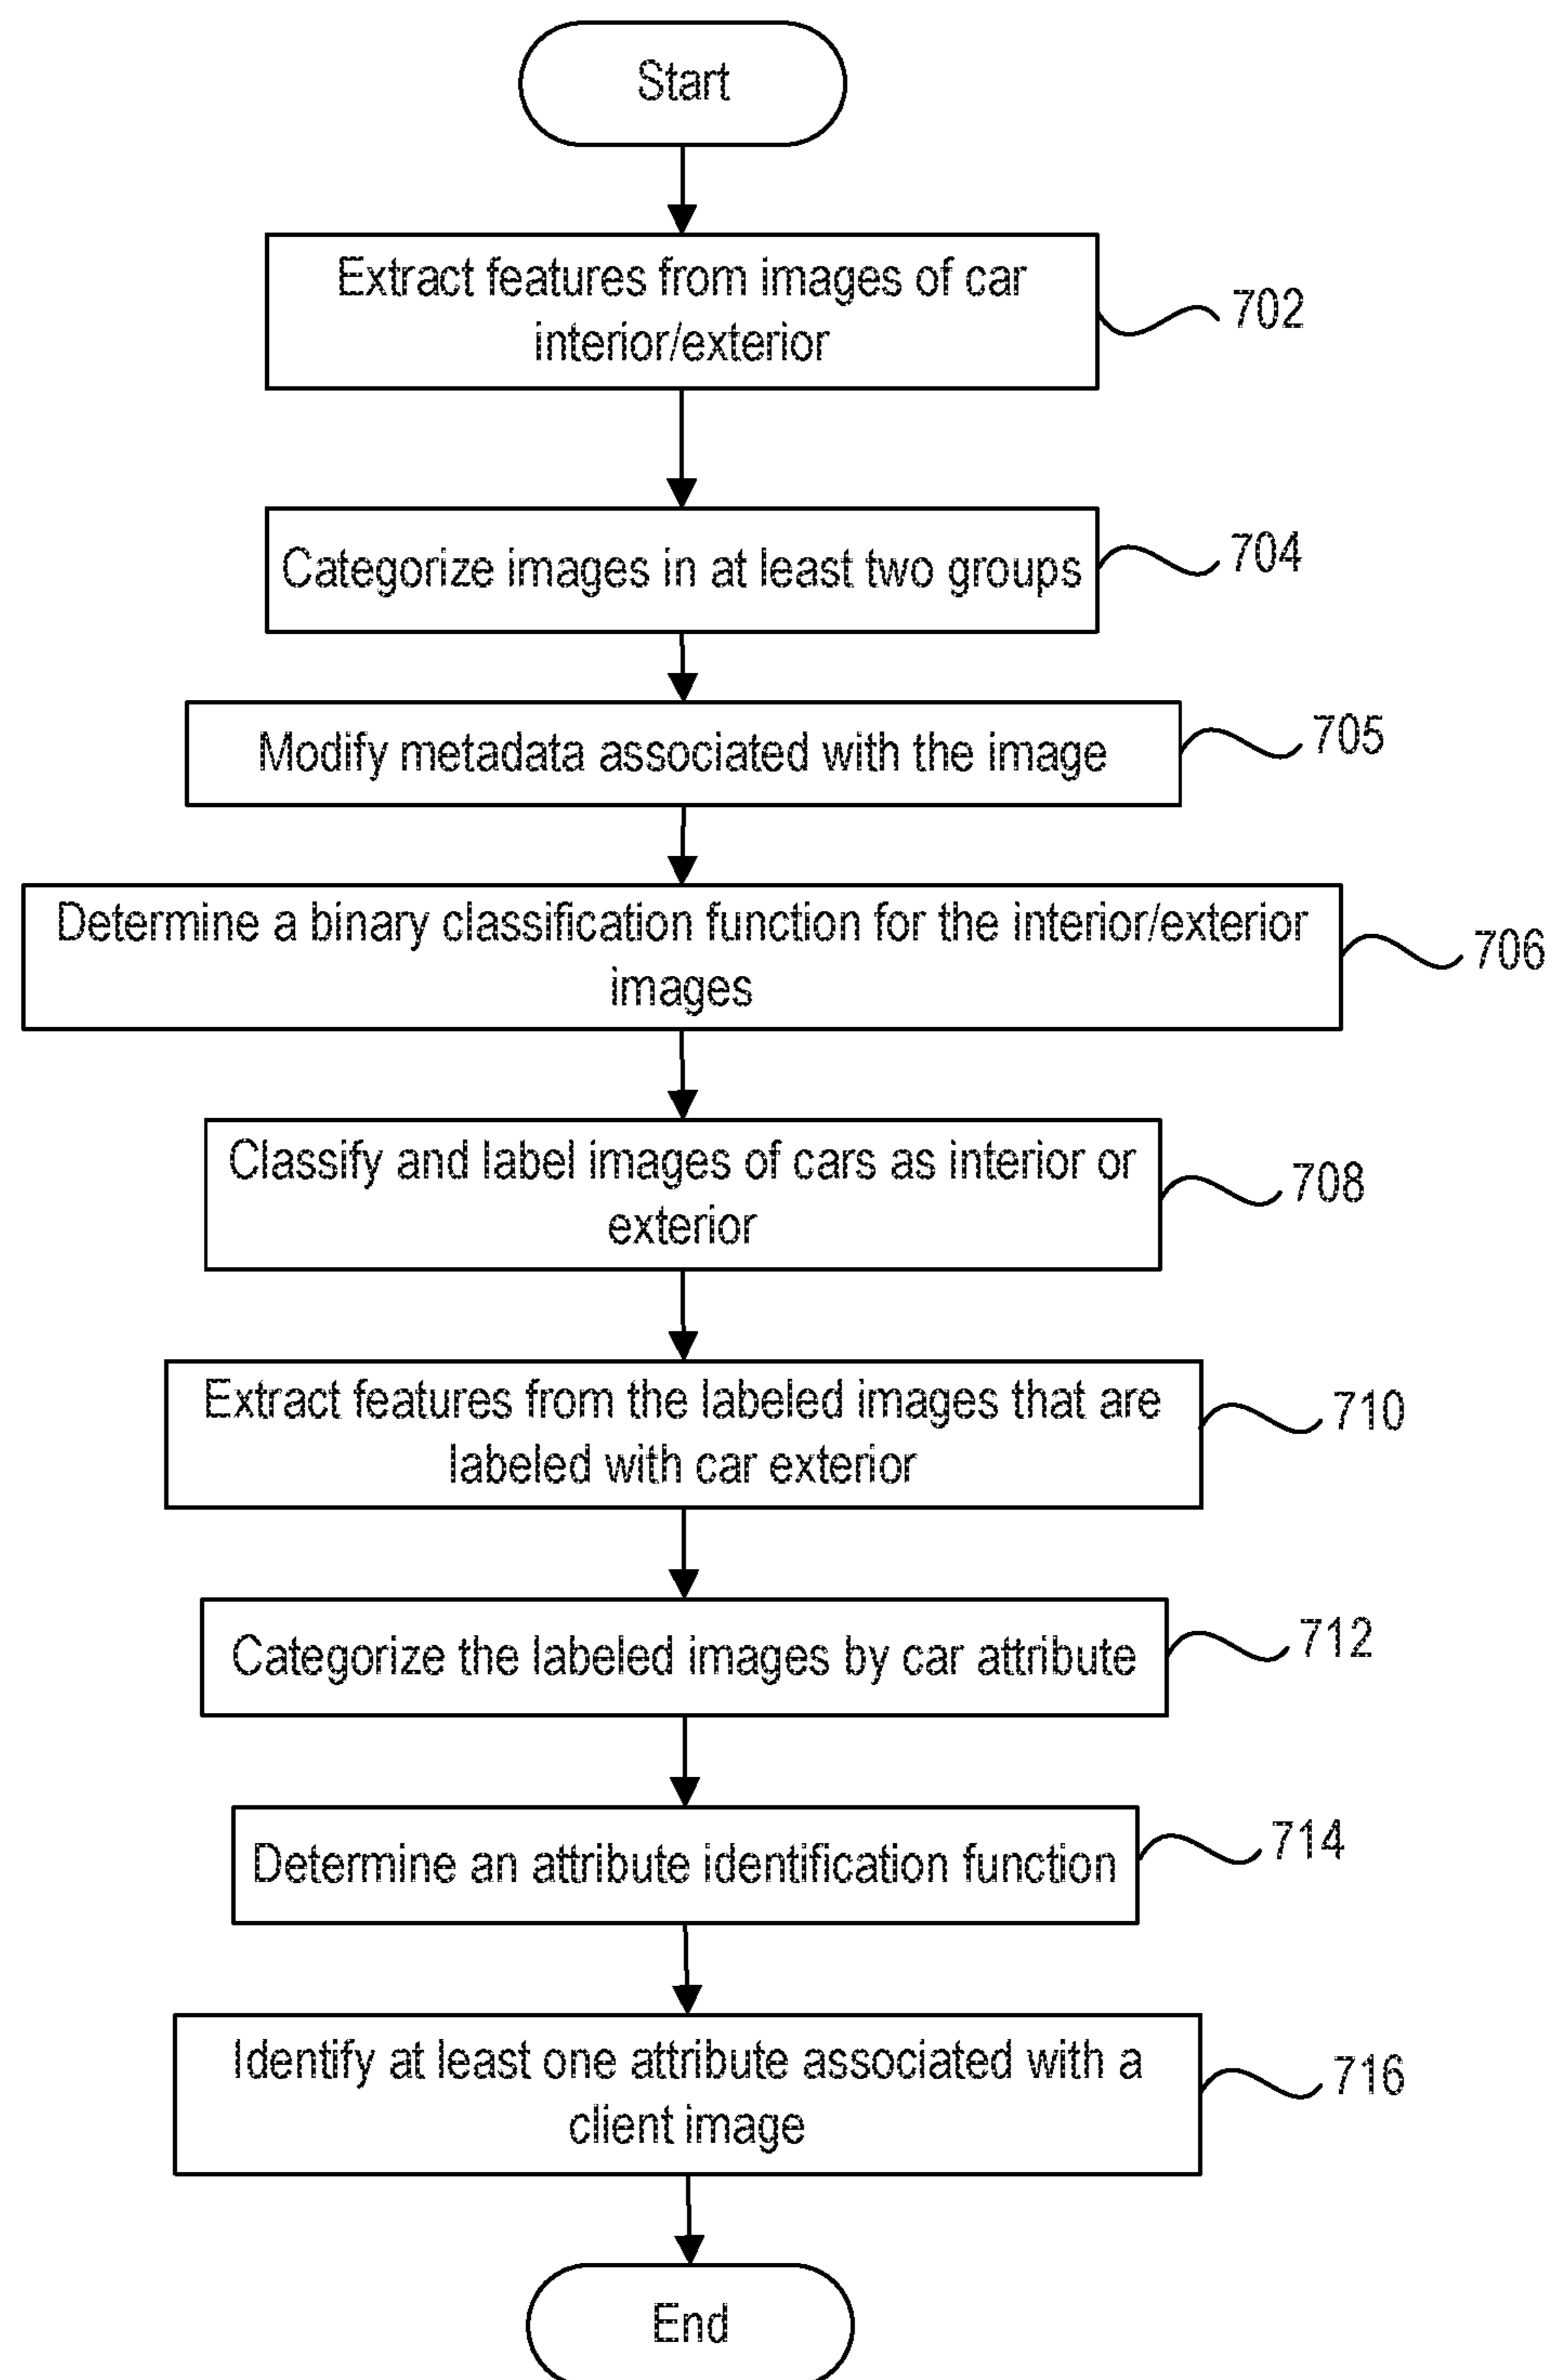 Start
Extract features from images of car
interior/exterior
702
Categorize images in at least two groups
704
Modify metadata associated with the image
705
Determine a binary classification function for the interior/exterior
images
706
Classify and label images of cars as interior or
exterior
708
Extract features from the labeled images that are
labeled with car exterior
710
Categorize the labeled images by car attribute
712
Determine an attribute identification function
714
Identify at least one attribute associated with a
client image
716
End